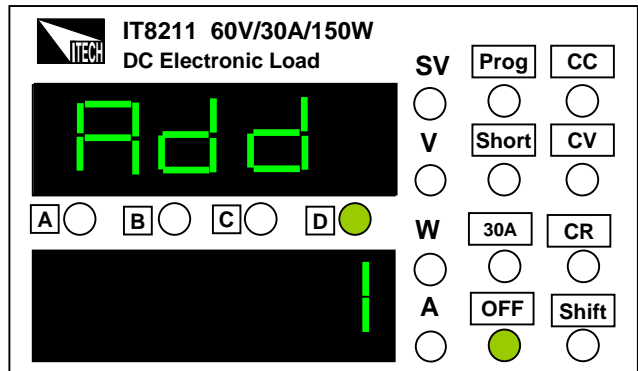 ITECH
IT8211 60V/30A/150W
DC Electronic Load
Add
SV Prog CC
V Short CV
A B C D
W 30A CR
1
A OFF Shift